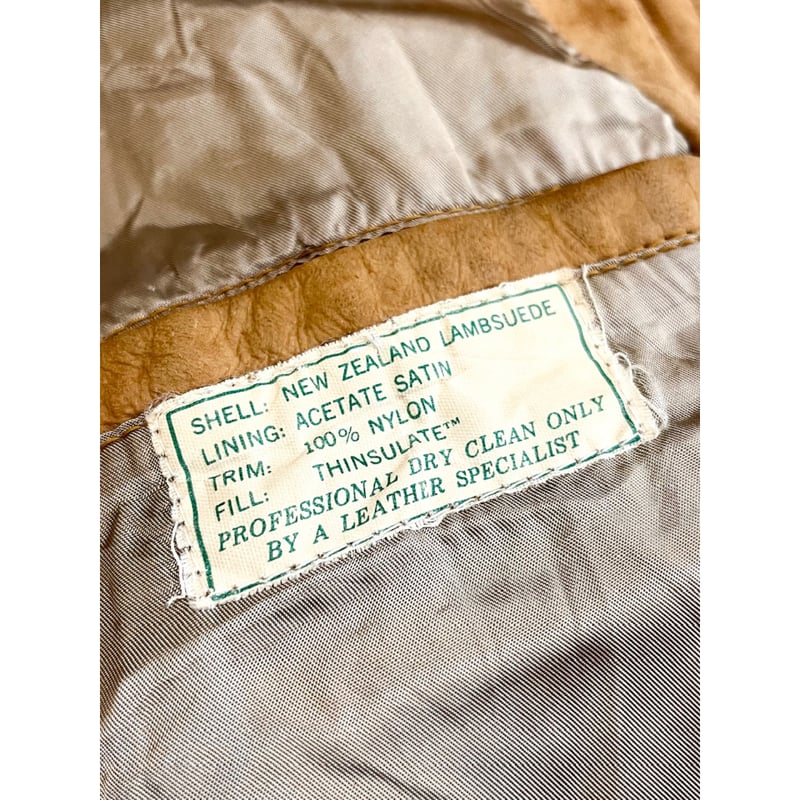 SHELL: NEW ZEALAND LAMBSUEDE
LINING: ACETATE SATIN
TRIM: 100% NYLON
FILL: THINSULATE™
PROFESSIONAL DRY CLEAN ONLY
BY A LEATHER SPECIALIST